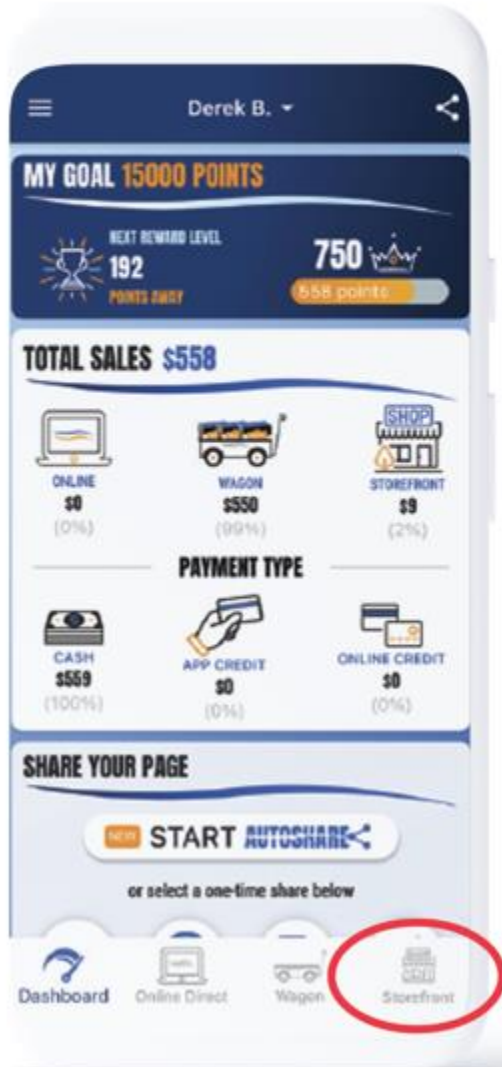 Derek B.
MY GOAL 15000 POINTS
NEXT REWARD LEVEL
192
POINTS AWAY
750
558 points
TOTAL SALES $558
SHOP
ONLINE
$0
(0%)
WAGON
$550
(99%)
STOREFRONT
$9
(2%)
PAYMENT TYPE
CASH
$559
(100%)
APP CREDIT
$0
(0%)
ONLINE CREDIT
$0
(0%)
SHARE YOUR PAGE
NEW START AUTOSHARE
or select a one-time share below
Dashboard Online Direct Wagon Storefront